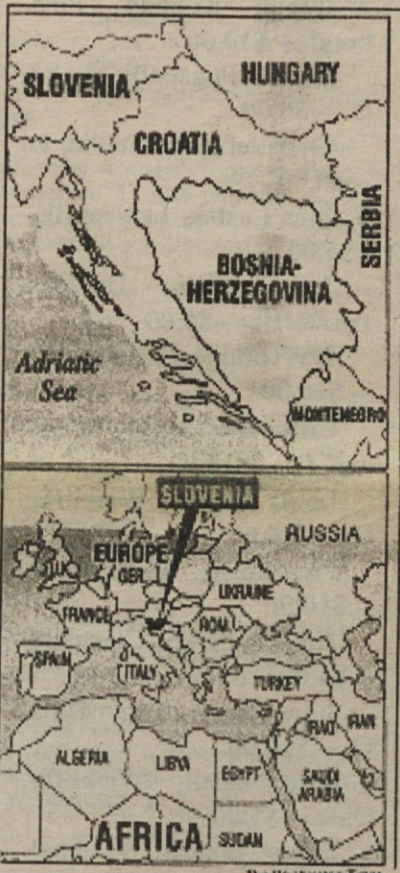 SLOVENIA
HUNGARY
CROATIA
SERBIA
BOSNIA-
HERZEGOVINA
Adriatic
Sea
MONTENEGRO
SLOVENIA
RUSSIA
EUROPE
GER.
UKRAINE
FRANCE
ROM.
SPAIN
ITALY
TURKEY
IRAQ
IRAN
ALGERIA
LIBYA
EGYPT
SAUDI
ARABIA
AFRICA
SUDAN